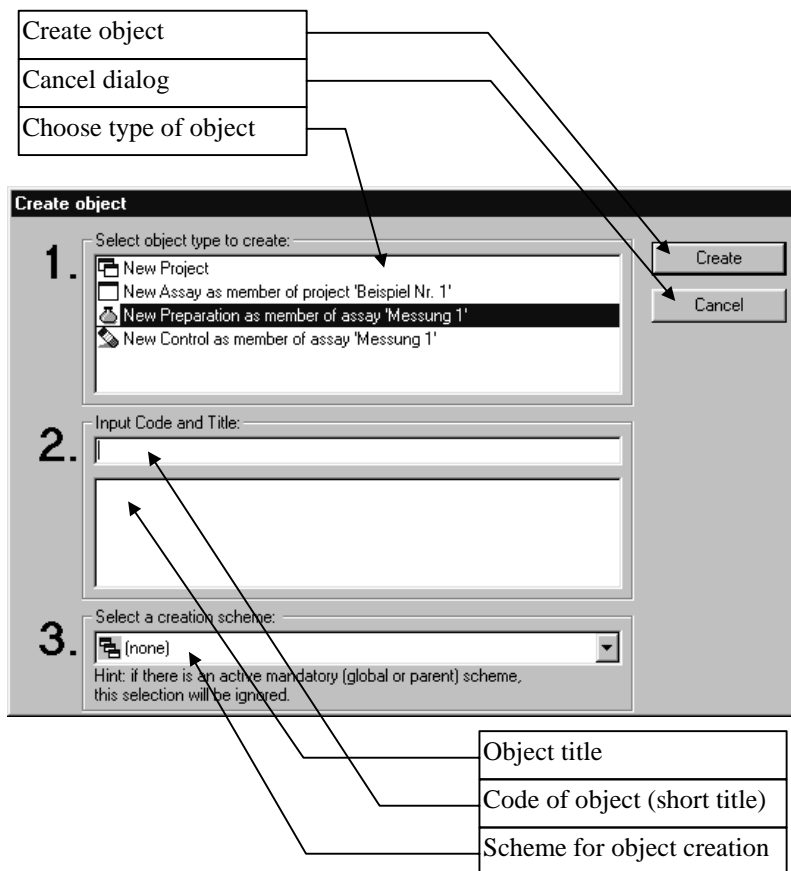 Create object
Cancel dialog
Choose type of object
Create object
1.
Select object type to create:
New Project
New Assay as member of project 'Beispiel Nr. 1'
New Preparation as member of assay 'Messung 1'
New Control as member of assay 'Messung 1'
Create
Cancel
2.
Input Code and Title:
3.
Select a creation scheme:
(none)
Hint: if there is an active mandatory (global or parent) scheme,
this selection will be ignored.
Object title
Code of object (short title)
Scheme for object creation